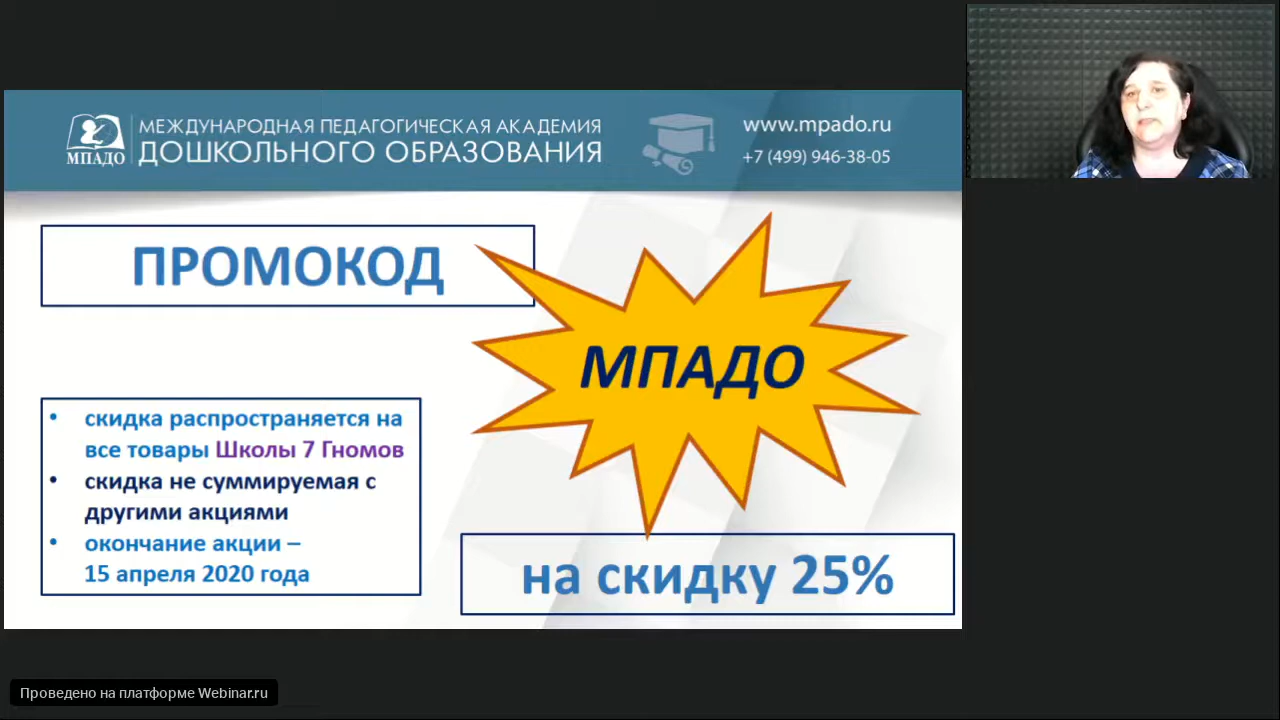 МПАДО
МЕЖДУНАРОДНАЯ ПЕДАГОГИЧЕСКАЯ АКАДЕМИЯ
ДОШКОЛЬНОГО ОБРАЗОВАНИЯ
www.mpado.ru
+7 (499) 946-38-05
ПРОМОКОД
МПАДО
• скидка распространяется на
все товары Школы 7 Гномов
• скидка не суммируемая с
другими акциями
• окончание акции –
15 апреля 2020 года
на скидку 25%
Проведено на платформе Webinar.ru